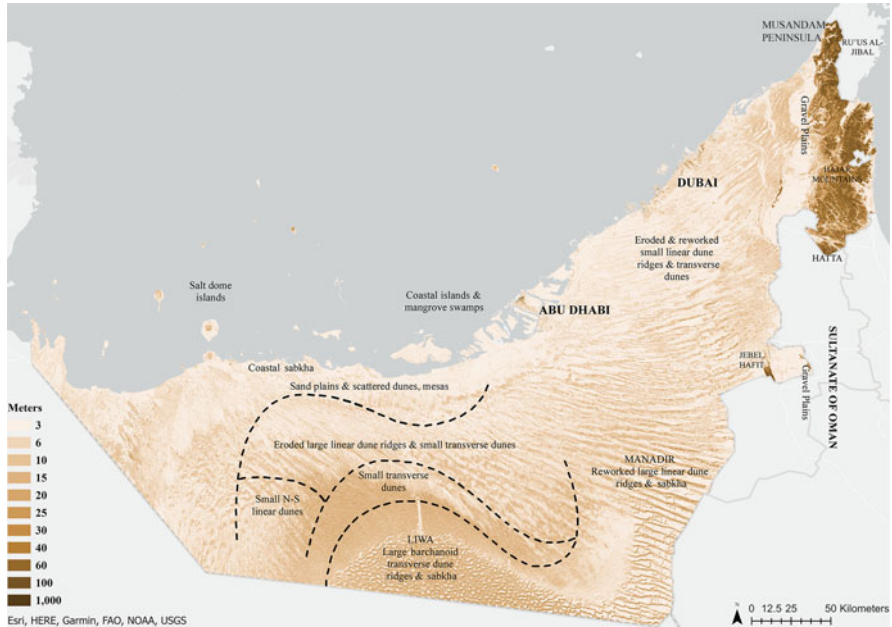 MUSANDAM
PENINSULA
RU'US AL-
JIBAL
Gravel Plains
HAJAR
MOUNTAINS
DUBAI
Eroded & reworked
small linear dune
ridges & transverse
dunes
HATTA
Salt dome
islands
Coastal islands &
mangrove swamps
ABU DHABI
SULTANATE OF OMAN
JEBEL
HAFIT
Gravel Plains
Coastal sabkha
Sand plains & scattered dunes, mesas
Eroded large linear dune ridges & small transverse dunes
MANADIR
Reworked large linear dune
ridges & sabkha
Small transverse
dunes
Small N-S
linear dunes
LIWA
Large barchanoid
transverse dune
ridges & sabkha
Meters
3
6
10
15
20
25
30
40
60
100
1,000
N
0 12.5 25 50 Kilometers
Esri, HERE, Garmin, FAO, NOAA, USGS